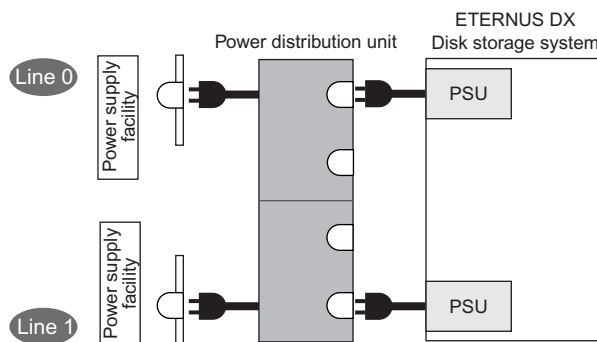 ETERNUS DX
Power distribution unit
Disk storage system
Line 0
Power supply
facility
PSU
Power supply
facility
Line 1
PSU